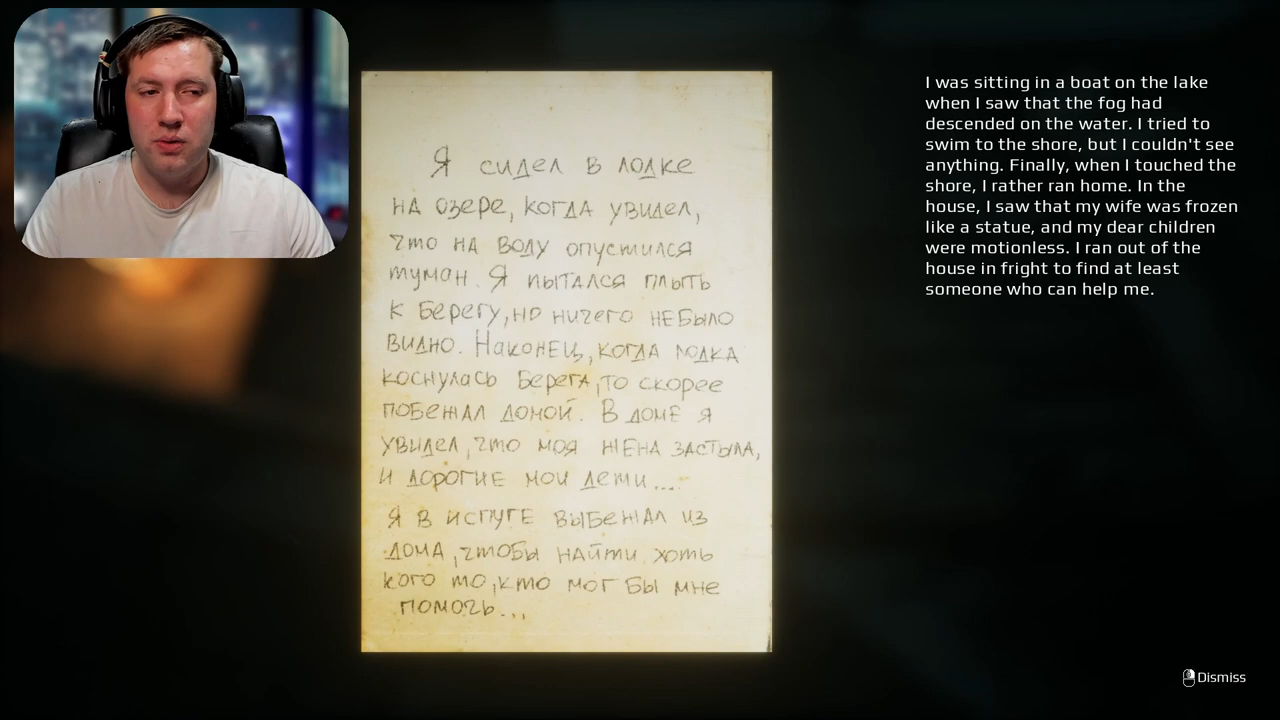 Я сидел в лодке
на озере, когда увидел,
что на воду опустился
туман. Я пытался плыть
к берегу, но ничего не было
видно. Наконец, когда лодка
коснулась берега, то скорее
побежал домой. В доме я
увидел, что моя жена застыла,
и дорогие мои дети...
Я в испуге выбежал из
дома, чтобы найти хоть
кого то, кто мог бы мне
помочь...
I was sitting in a boat on the lake
when I saw that the fog had
descended on the water. I tried to
swim to the shore, but I couldn't see
anything. Finally, when I touched the
shore, I rather ran home. In the
house, I saw that my wife was frozen
like a statue, and my dear children
were motionless. I ran out of the
house in fright to find at least
someone who can help me.
Dismiss